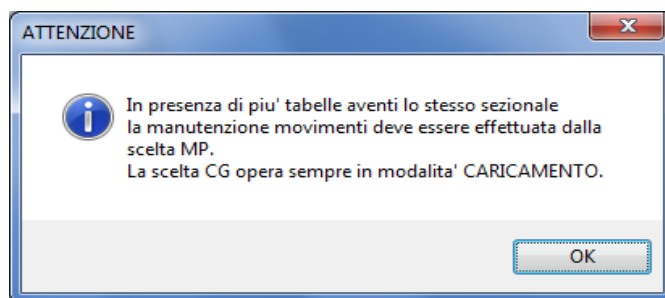 ATTENZIONE
In presenza di piu' tabelle aventi lo stesso sezionale
la manutenzione movimenti deve essere effettuata dalla
scelta MP.
La scelta CG opera sempre in modalita' CARICAMENTO.
OK